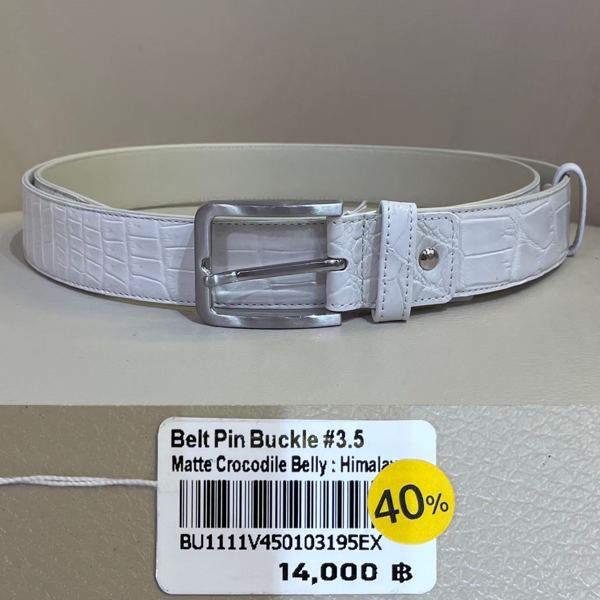 Belt Pin Buckle #3.5
Matte Crocodile Belly : Himalay
40%
BU1111V450103195EX
14,000 ฿